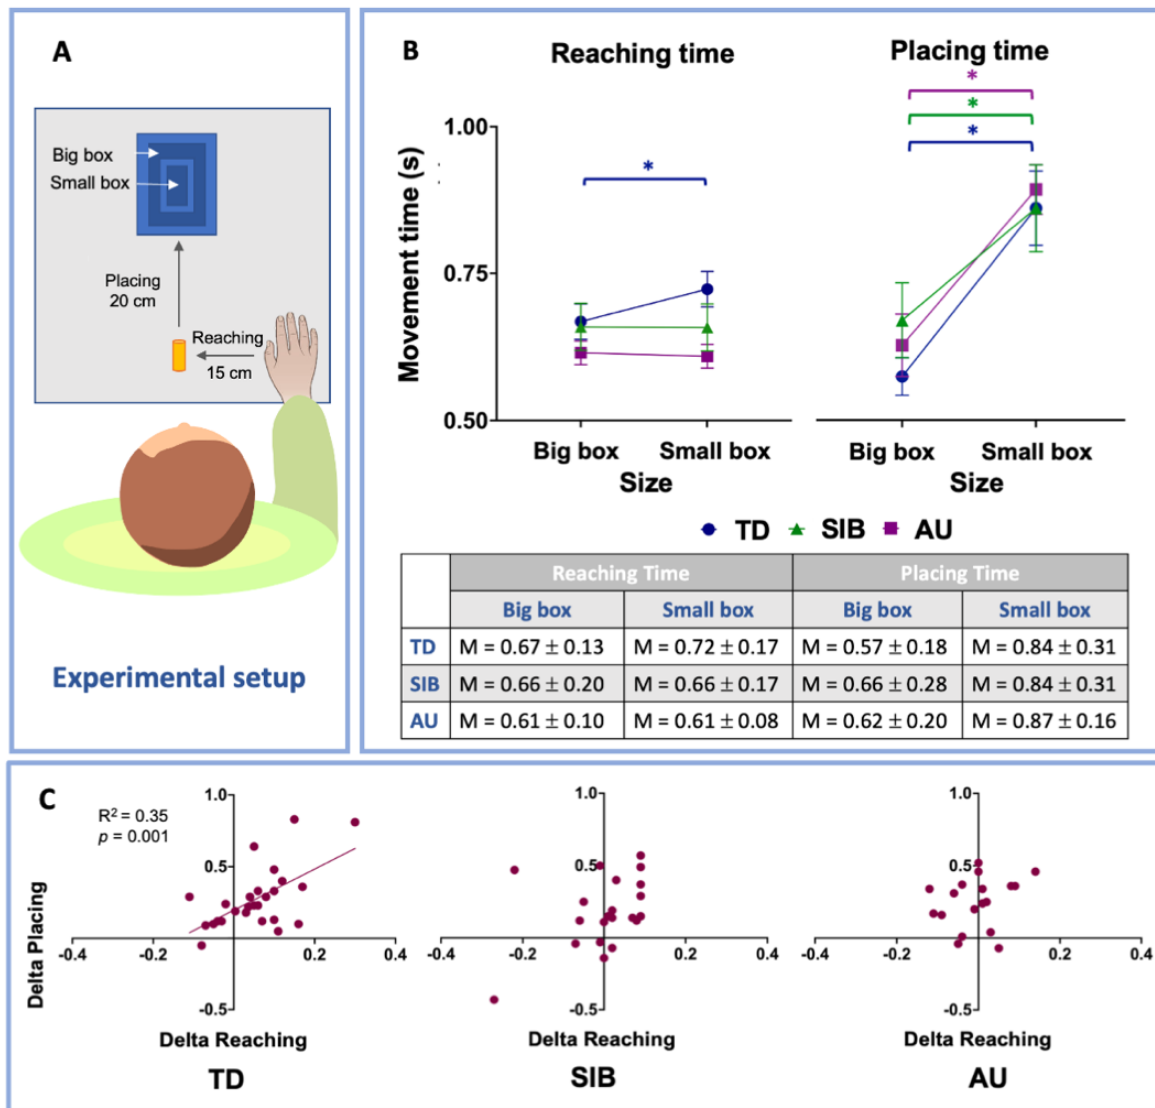 A
Big box
Small box
Placing
20 cm
Reaching
15 cm
Experimental setup
B
Reaching time
Placing time
*
*
*
*
Movement time (s)
1.00
0.75
0.50
Big box
Small box
Size
Big box
Small box
Size
TD
SIB
AU
Reaching Time
Placing Time
Big box
Small box
Big box
Small box
TD M = 0.67 ± 0.13 M = 0.72 ± 0.17 M = 0.57 ± 0.18 M = 0.84 ± 0.31
SIB M = 0.66 ± 0.20 M = 0.66 ± 0.17 M = 0.66 ± 0.28 M = 0.84 ± 0.31
AU M = 0.61 ± 0.10 M = 0.61 ± 0.08 M = 0.62 ± 0.20 M = 0.87 ± 0.16
C
R² = 0.35
p = 0.001
Delta Placing
1.0
0.5
-0.4 -0.2 0.2 0.4
-0.5
Delta Reaching
TD
1.0
0.5
-0.4 -0.2 0.2 0.4
-0.5
Delta Reaching
SIB
1.0
0.5
-0.4 -0.2 0.2 0.4
-0.5
Delta Reaching
AU